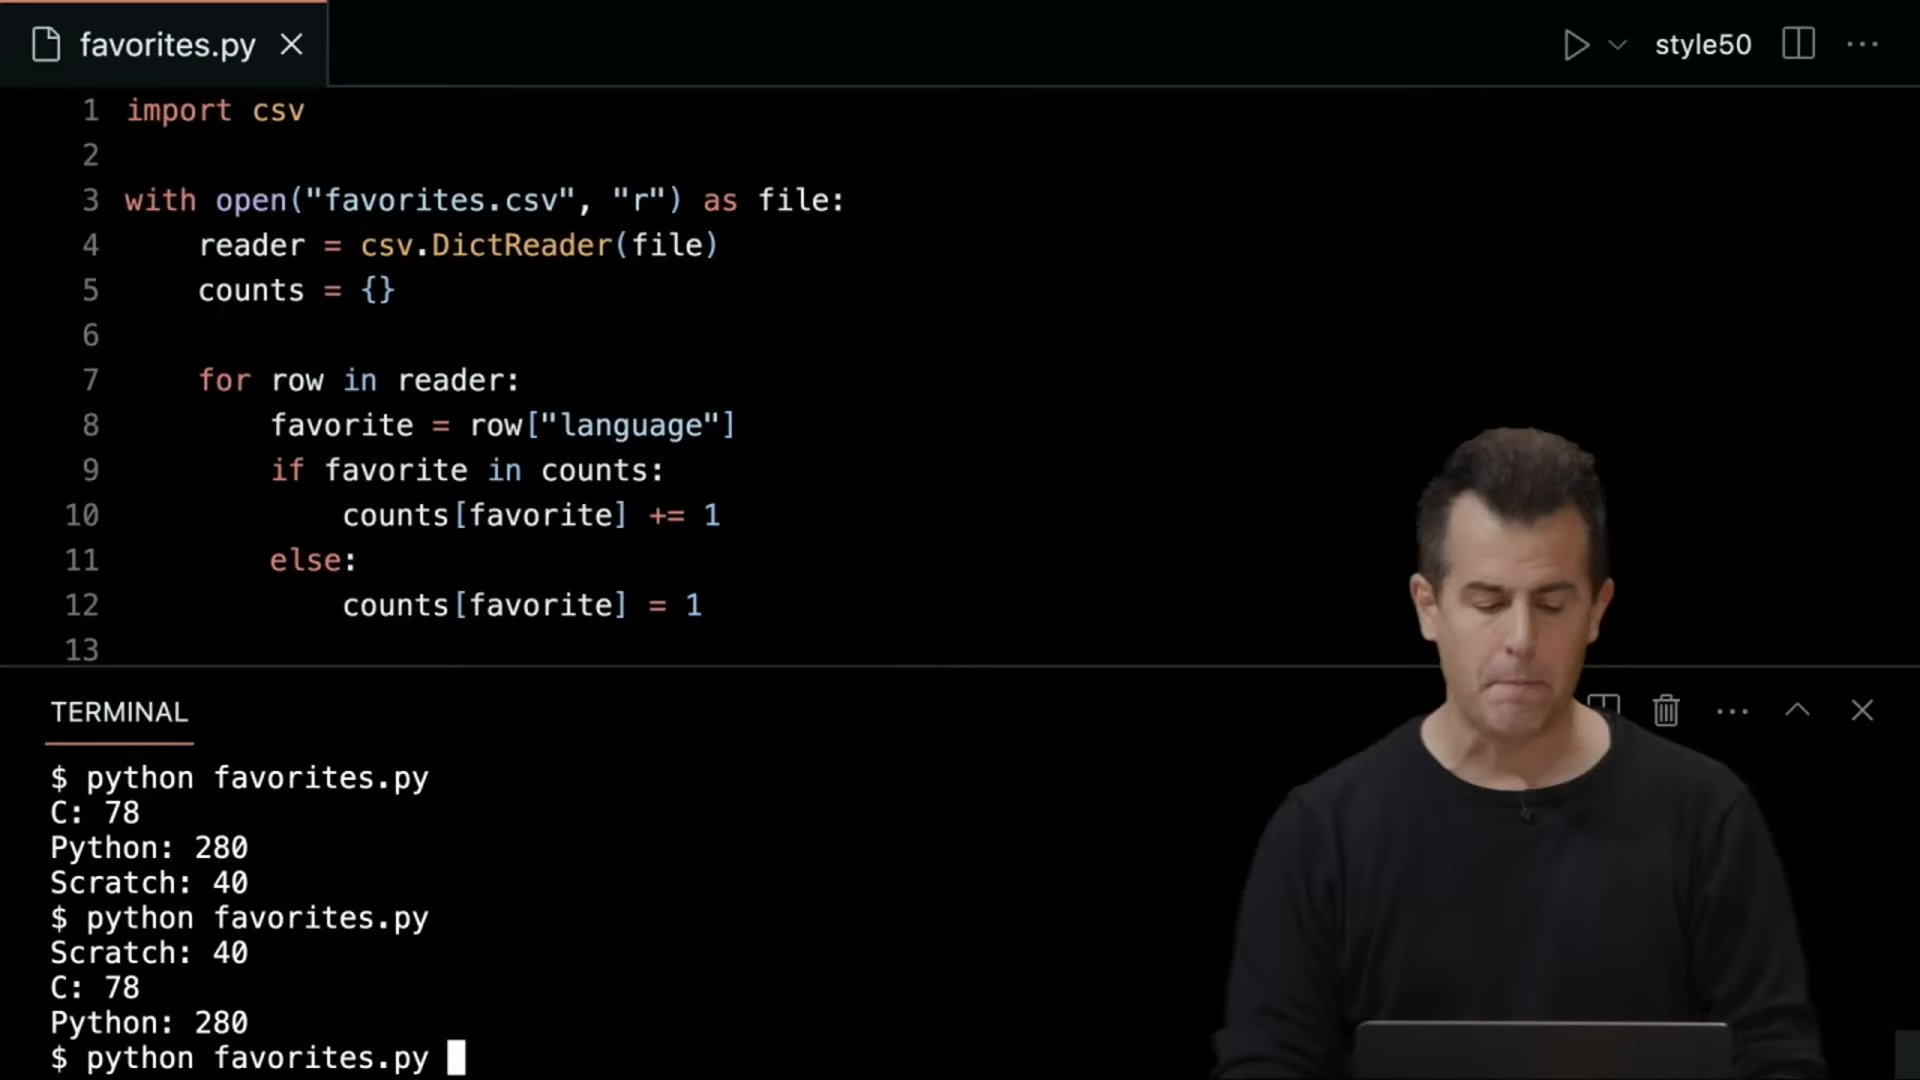 favorites.py
style50
1 import csv
2
3 with open("favorites.csv", "r") as file:
4     reader = csv.DictReader(file)
5     counts = {}
6
7     for row in reader:
8         favorite = row["language"]
9         if favorite in counts:
10             counts[favorite] += 1
11         else:
12             counts[favorite] = 1
13
TERMINAL
$ python favorites.py
C: 78
Python: 280
Scratch: 40
$ python favorites.py
Scratch: 40
C: 78
Python: 280
$ python favorites.py